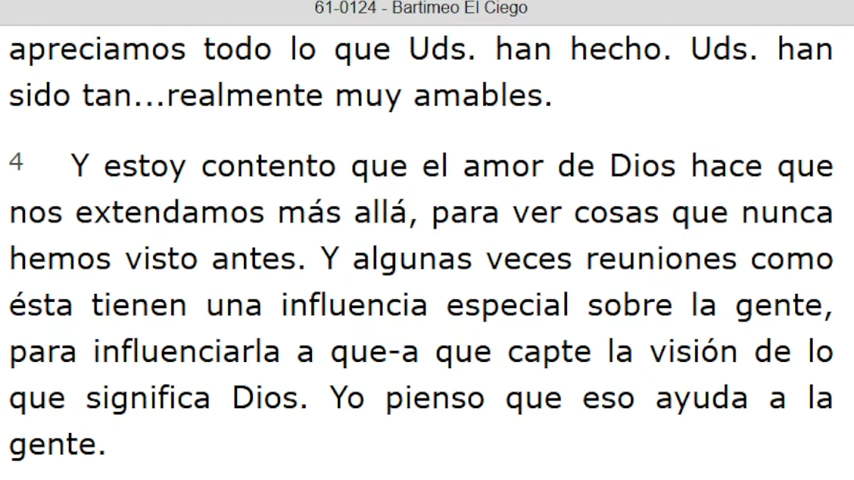 61-0124 - Bartimeo El Ciego
apreciamos todo lo que Uds. han hecho. Uds. han
sido tan...realmente muy amables.
4 Y estoy contento que el amor de Dios hace que
nos extendamos más allá, para ver cosas que nunca
hemos visto antes. Y algunas veces reuniones como
ésta tienen una influencia especial sobre la gente,
para influenciarla a que-a que capte la visión de lo
que significa Dios. Yo pienso que eso ayuda a la
gente.